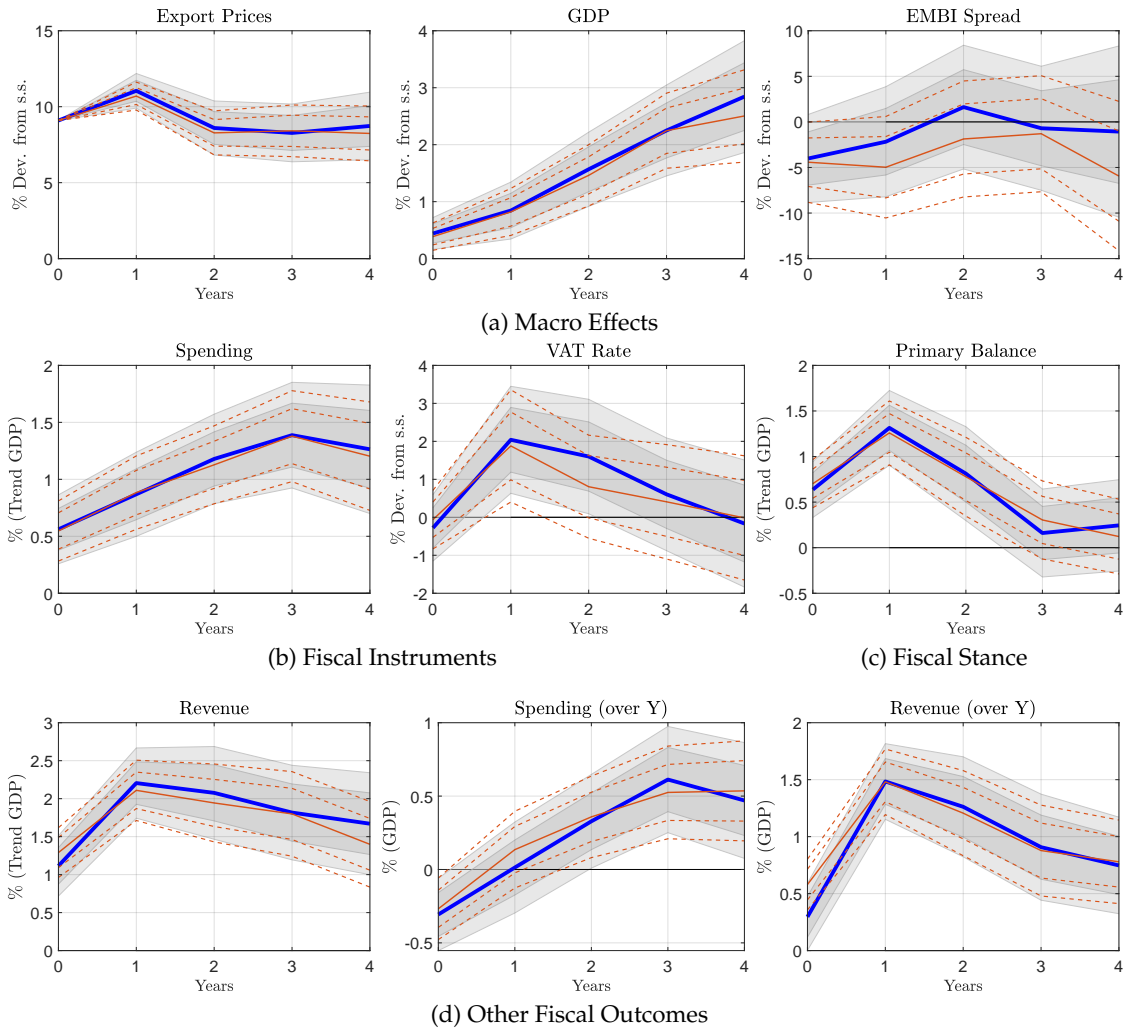 Export Prices
GDP
EMBI Spread
% Dev. from s.s.
15
10
5
0
0 1 2 3 4
Years
% Dev. from s.s.
4
3
2
1
0
0 1 2 3 4
Years
% Dev. from s.s.
10
5
0
-5
-10
-15
0 1 2 3 4
Years
(a) Macro Effects
Spending
VAT Rate
Primary Balance
% (Trend GDP)
2
1.5
1
0.5
0
0 1 2 3 4
Years
% Dev. from s.s.
4
3
2
1
0
-1
-2
0 1 2 3 4
Years
% (Trend GDP)
2
1.5
1
0.5
0
-0.5
0 1 2 3 4
Years
(b) Fiscal Instruments
(c) Fiscal Stance
Revenue
Spending (over Y)
Revenue (over Y)
% (Trend GDP)
3
2.5
2
1.5
1
0.5
0
0 1 2 3 4
Years
% (GDP)
1
0.5
0
-0.5
0 1 2 3 4
Years
% (GDP)
2
1.5
1
0.5
0
0 1 2 3 4
Years
(d) Other Fiscal Outcomes